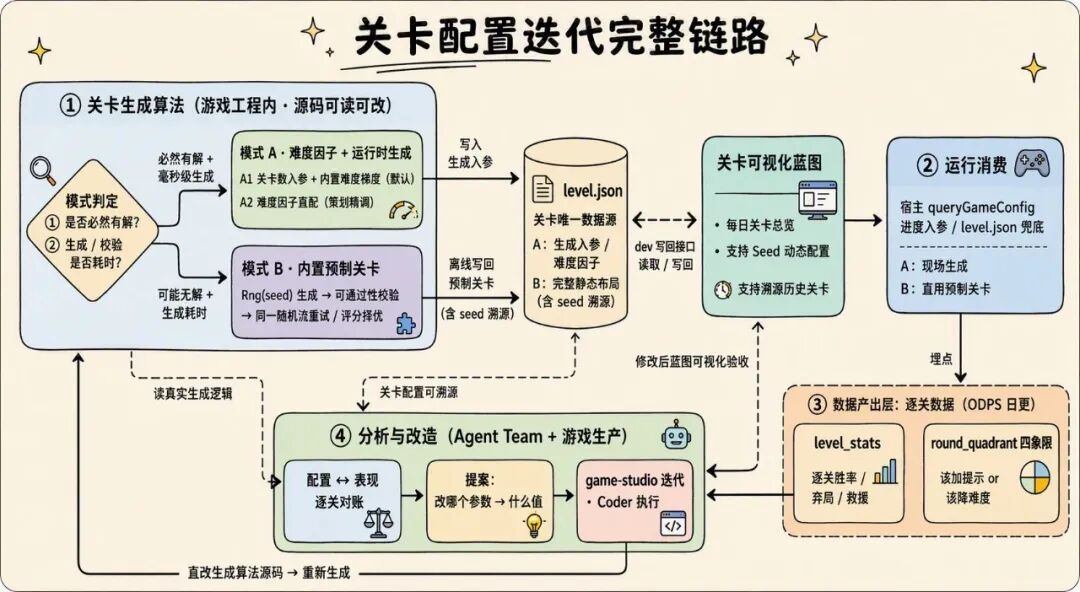 关卡配置迭代完整链路
① 关卡生成算法（游戏工程内 · 源码可读可改）
模式判定
① 是否必然有解？
② 生成 / 校验
是否耗时？
必然有解 +
毫秒级生成
可能无解 +
生成耗时
模式 A · 难度因子 + 运行时生成
A1 关卡数入参 + 内置难度梯度（默认）
A2 难度因子直配（策划精调）
模式 B · 内置预制关卡
Rng(seed) 生成 → 可通过性校验
→ 同一随机流重试 / 评分择优
写入
生成入参
离线写回
预制关卡
(含 seed 溯源)
level.json
关卡唯一数据源
A：生成入参 /
难度因子
B：完整静态布局
(含 seed 溯源)
dev 写回接口
读取 / 写回
关卡可视化蓝图
• 每日关卡总览
• 支持 Seed 动态配置
支持溯源历史关卡
② 运行消费
宿主 queryGameConfig
进度入参 / level.json 兜底
A：现场生成
B：直用预制关卡
读真实生成逻辑
关卡配置可溯源
修改后蓝图可视化验收
埋点
③ 数据产出层：逐关数据（ODPS 日更）
level_stats
逐关胜率 /
弃局 / 救援
round_quadrant 四象限
该加提示 or
该降难度
④ 分析与改造（Agent Team + 游戏生产）
配置 ↔ 表现
逐关对账
提案：
改哪个参数 → 什么值
game-studio 迭代
• Coder 执行
直改生成算法源码 → 重新生成